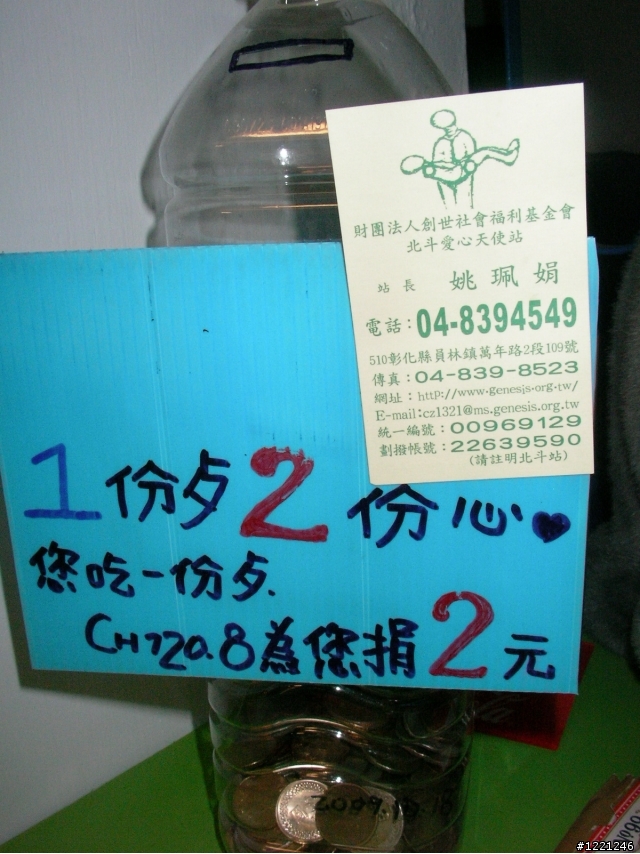 財團法人創世社會福利基金會
北斗愛心天使站
站長 姚珮娟
電話：04-8394549
510彰化縣員林鎮萬年路2段109號
傳真：04-839-8523
網址：http://www.genesis.org.tw/
E-mail:cz1321@ms.genesis.org.tw
統一編號：00969129
劃撥帳號：22639590
(請註明北斗站)
1份歺2份心
您吃一份歺.
CH720.8為您捐2元
#1221246